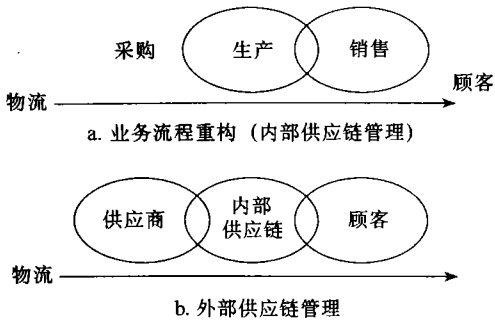 采购 生产 销售
顾客
物流
a. 业务流程重构（内部供应链管理）
供应商 内部供应链 顾客
物流
b. 外部供应链管理